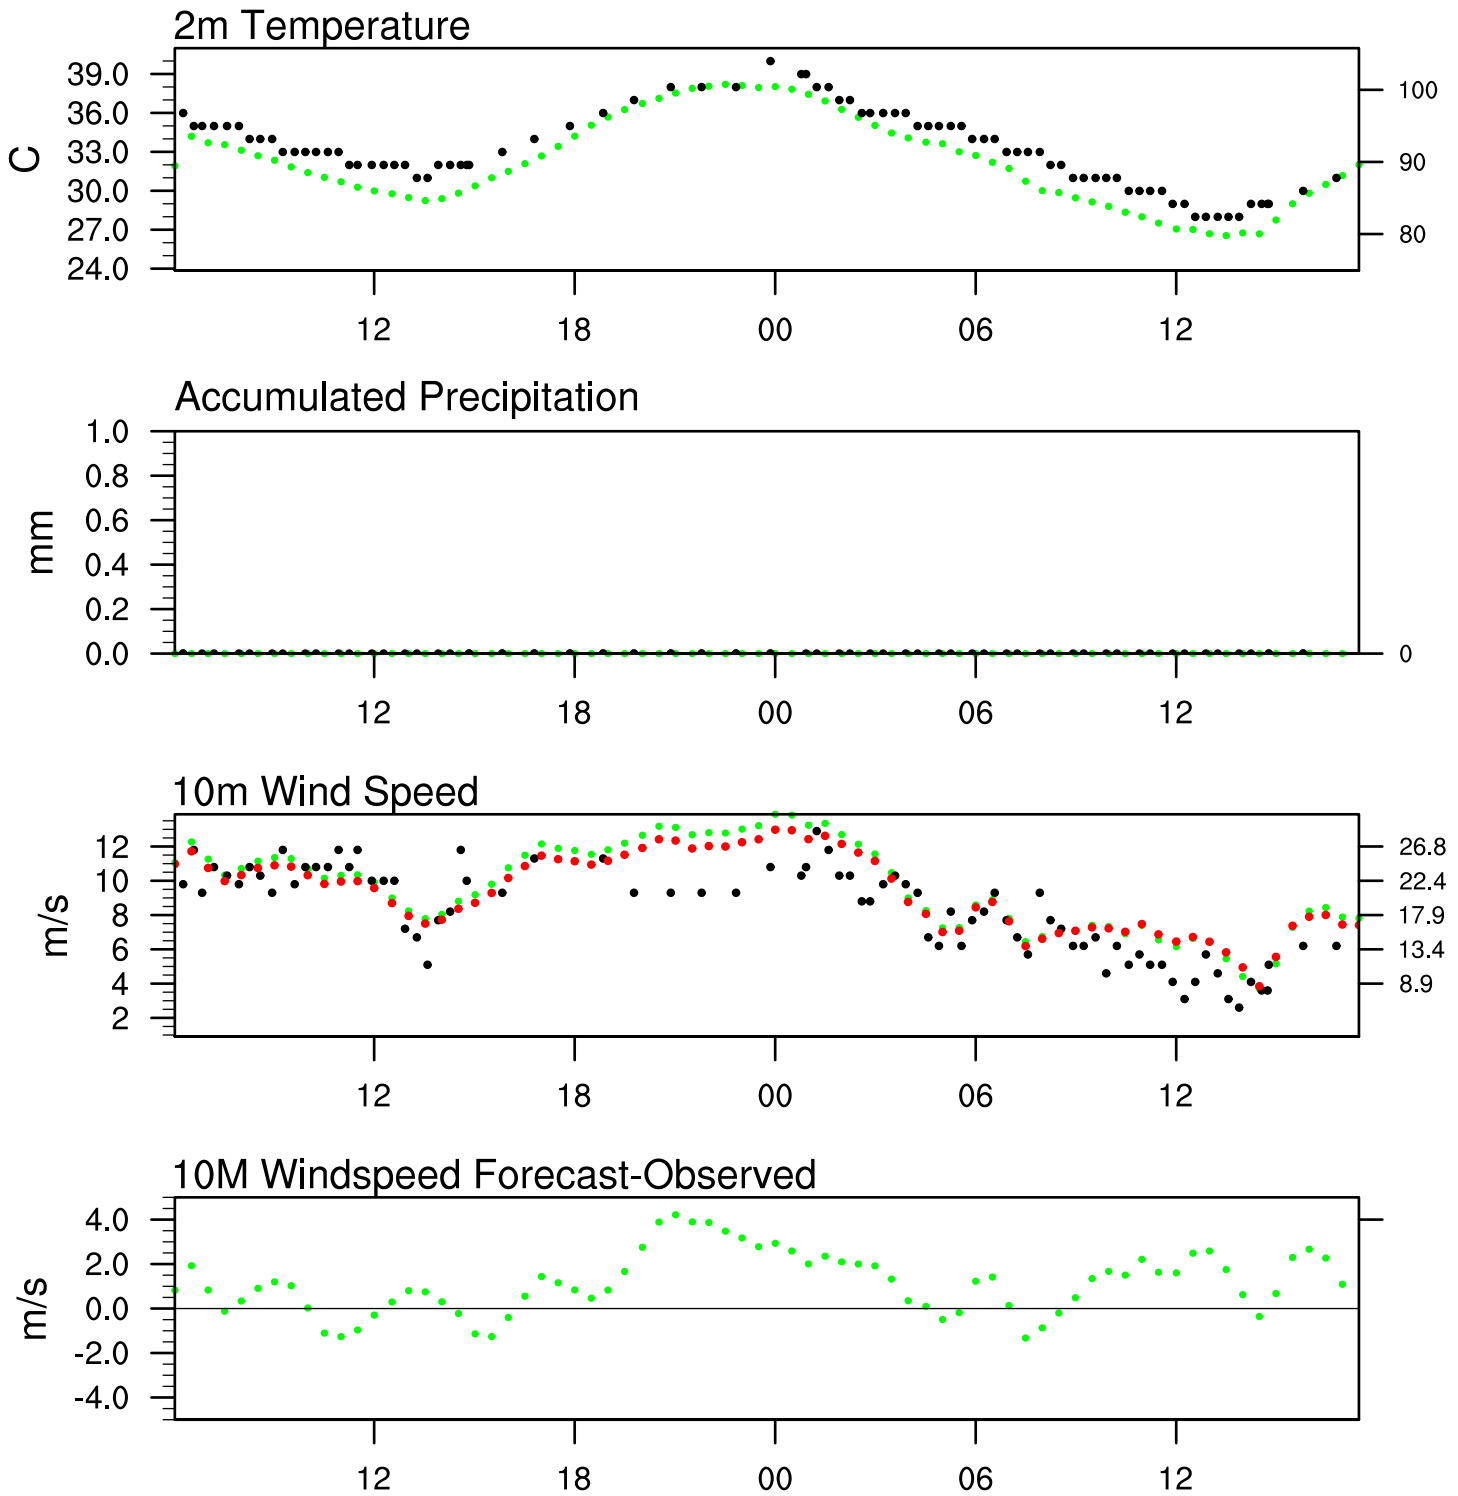 2m Temperature
C
39.0
36.0
33.0
30.0
27.0
24.0
100
90
80
12 18 00 06 12
Accumulated Precipitation
mm
1.0
0.8
0.6
0.4
0.2
0.0
0
12 18 00 06 12
10m Wind Speed
m/s
12
10
8
6
4
2
26.8
22.4
17.9
13.4
8.9
12 18 00 06 12
10M Windspeed Forecast-Observed
m/s
4.0
2.0
0.0
-2.0
-4.0
12 18 00 06 12